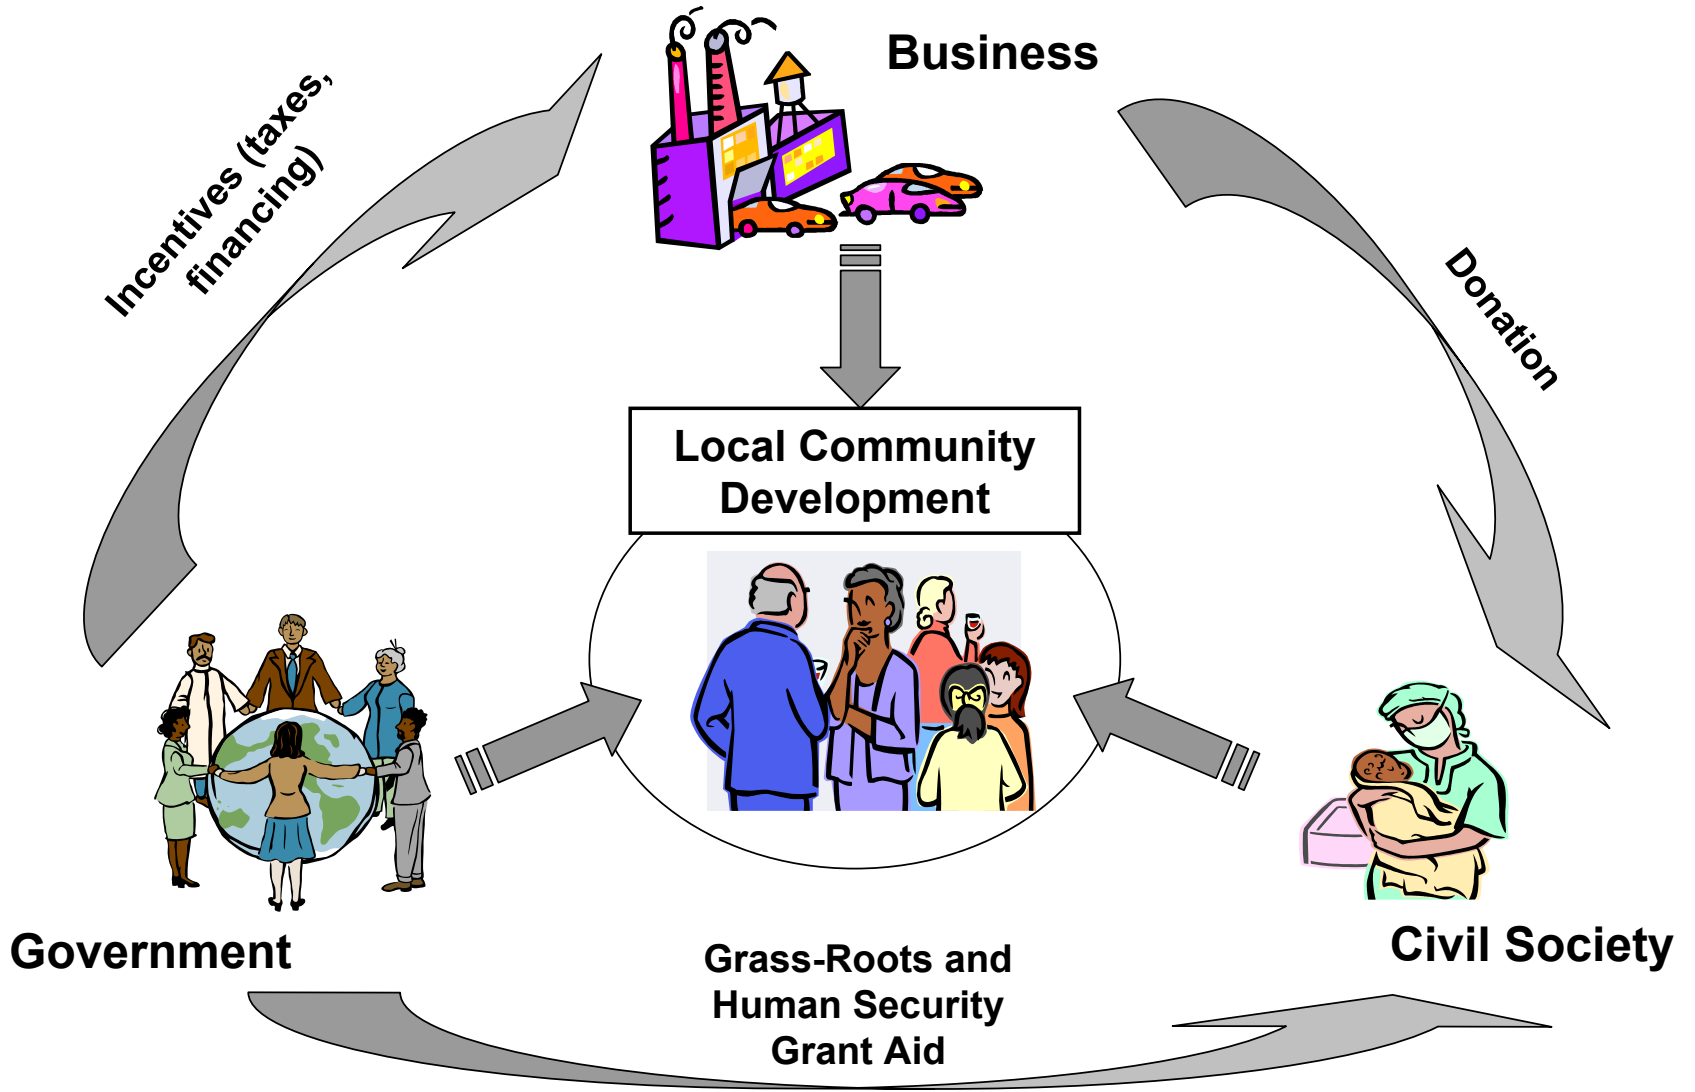 Business
Incentives (taxes,
financing)
Donation
Local Community
Development
Government
Civil Society
Grass-Roots and
Human Security
Grant Aid